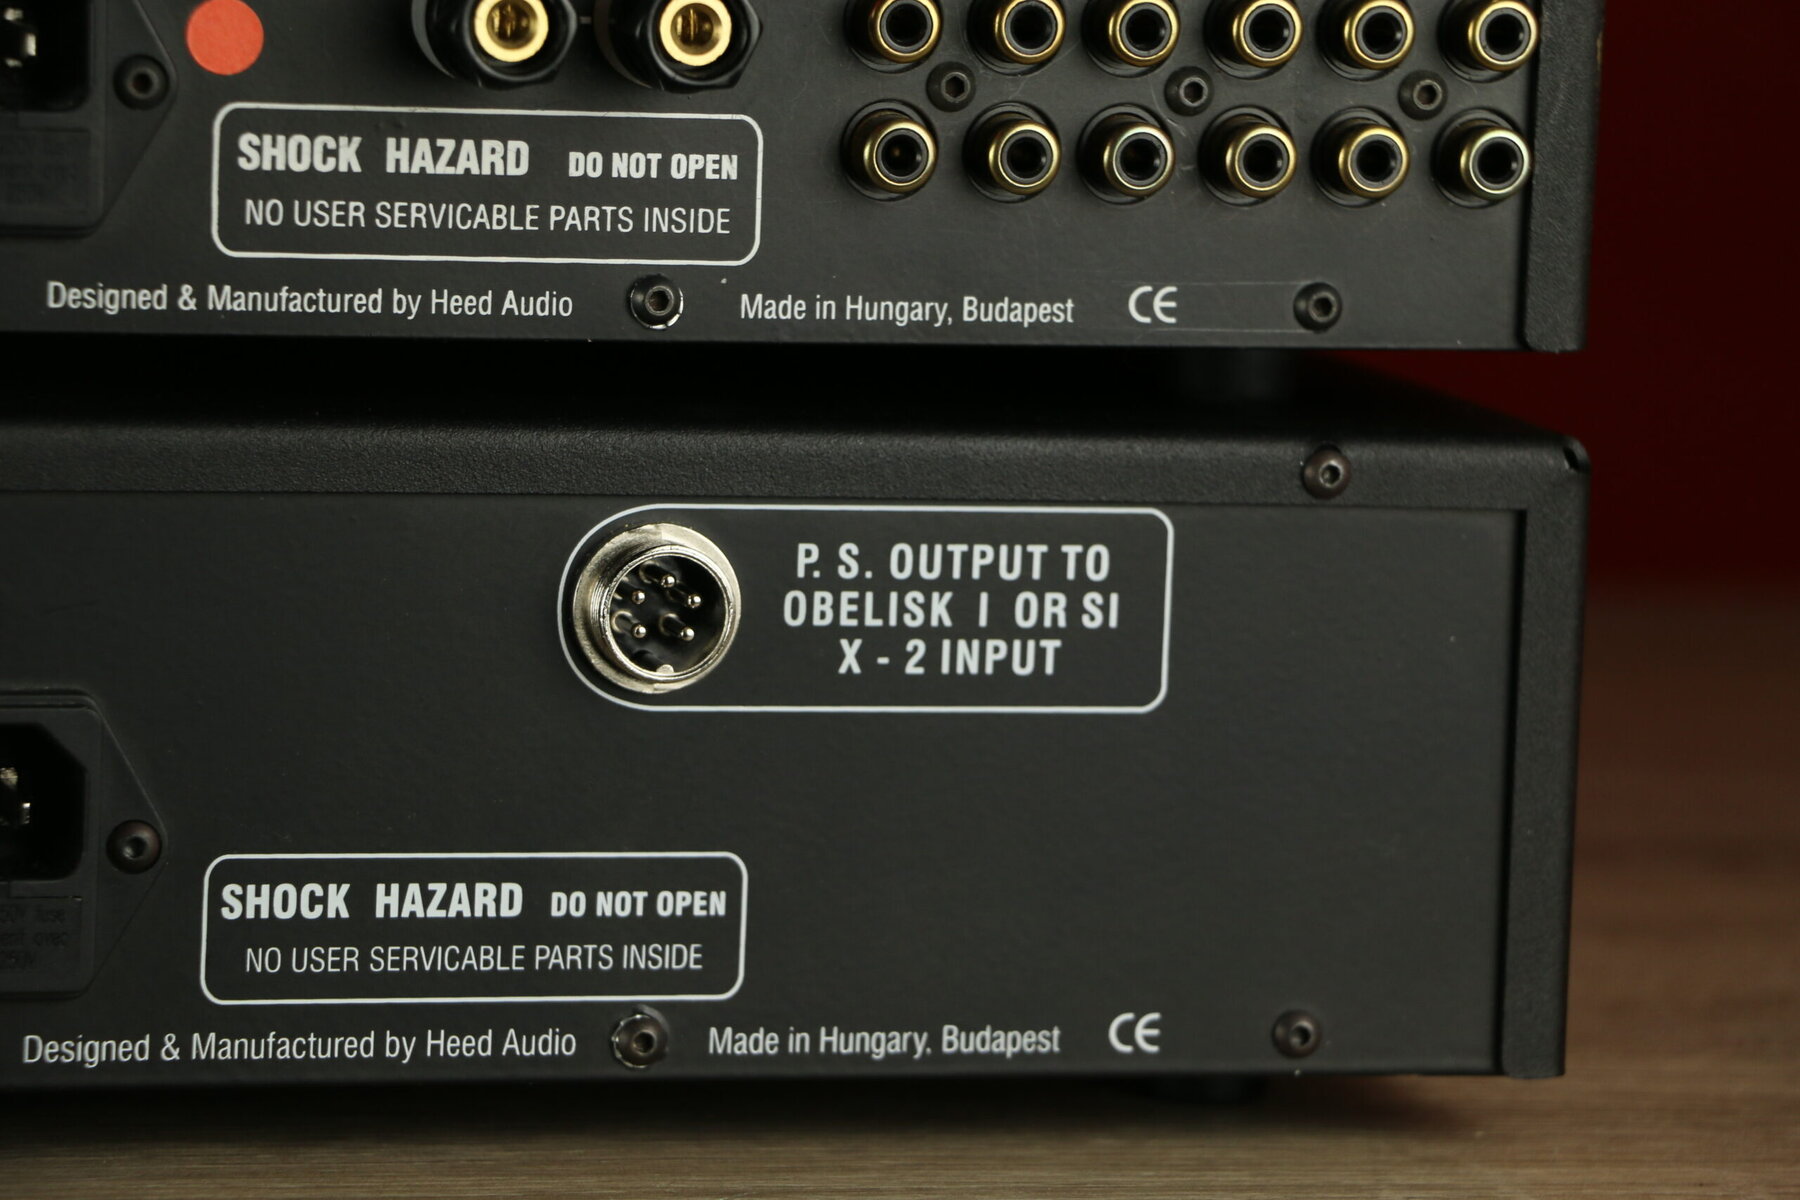 SHOCK HAZARD DO NOT OPEN
NO USER SERVICABLE PARTS INSIDE
Designed & Manufactured by Heed Audio Made in Hungary, Budapest CE
P. S. OUTPUT TO
OBELISK I OR SI
X - 2 INPUT
SHOCK HAZARD DO NOT OPEN
NO USER SERVICABLE PARTS INSIDE
Designed & Manufactured by Heed Audio Made in Hungary, Budapest CE